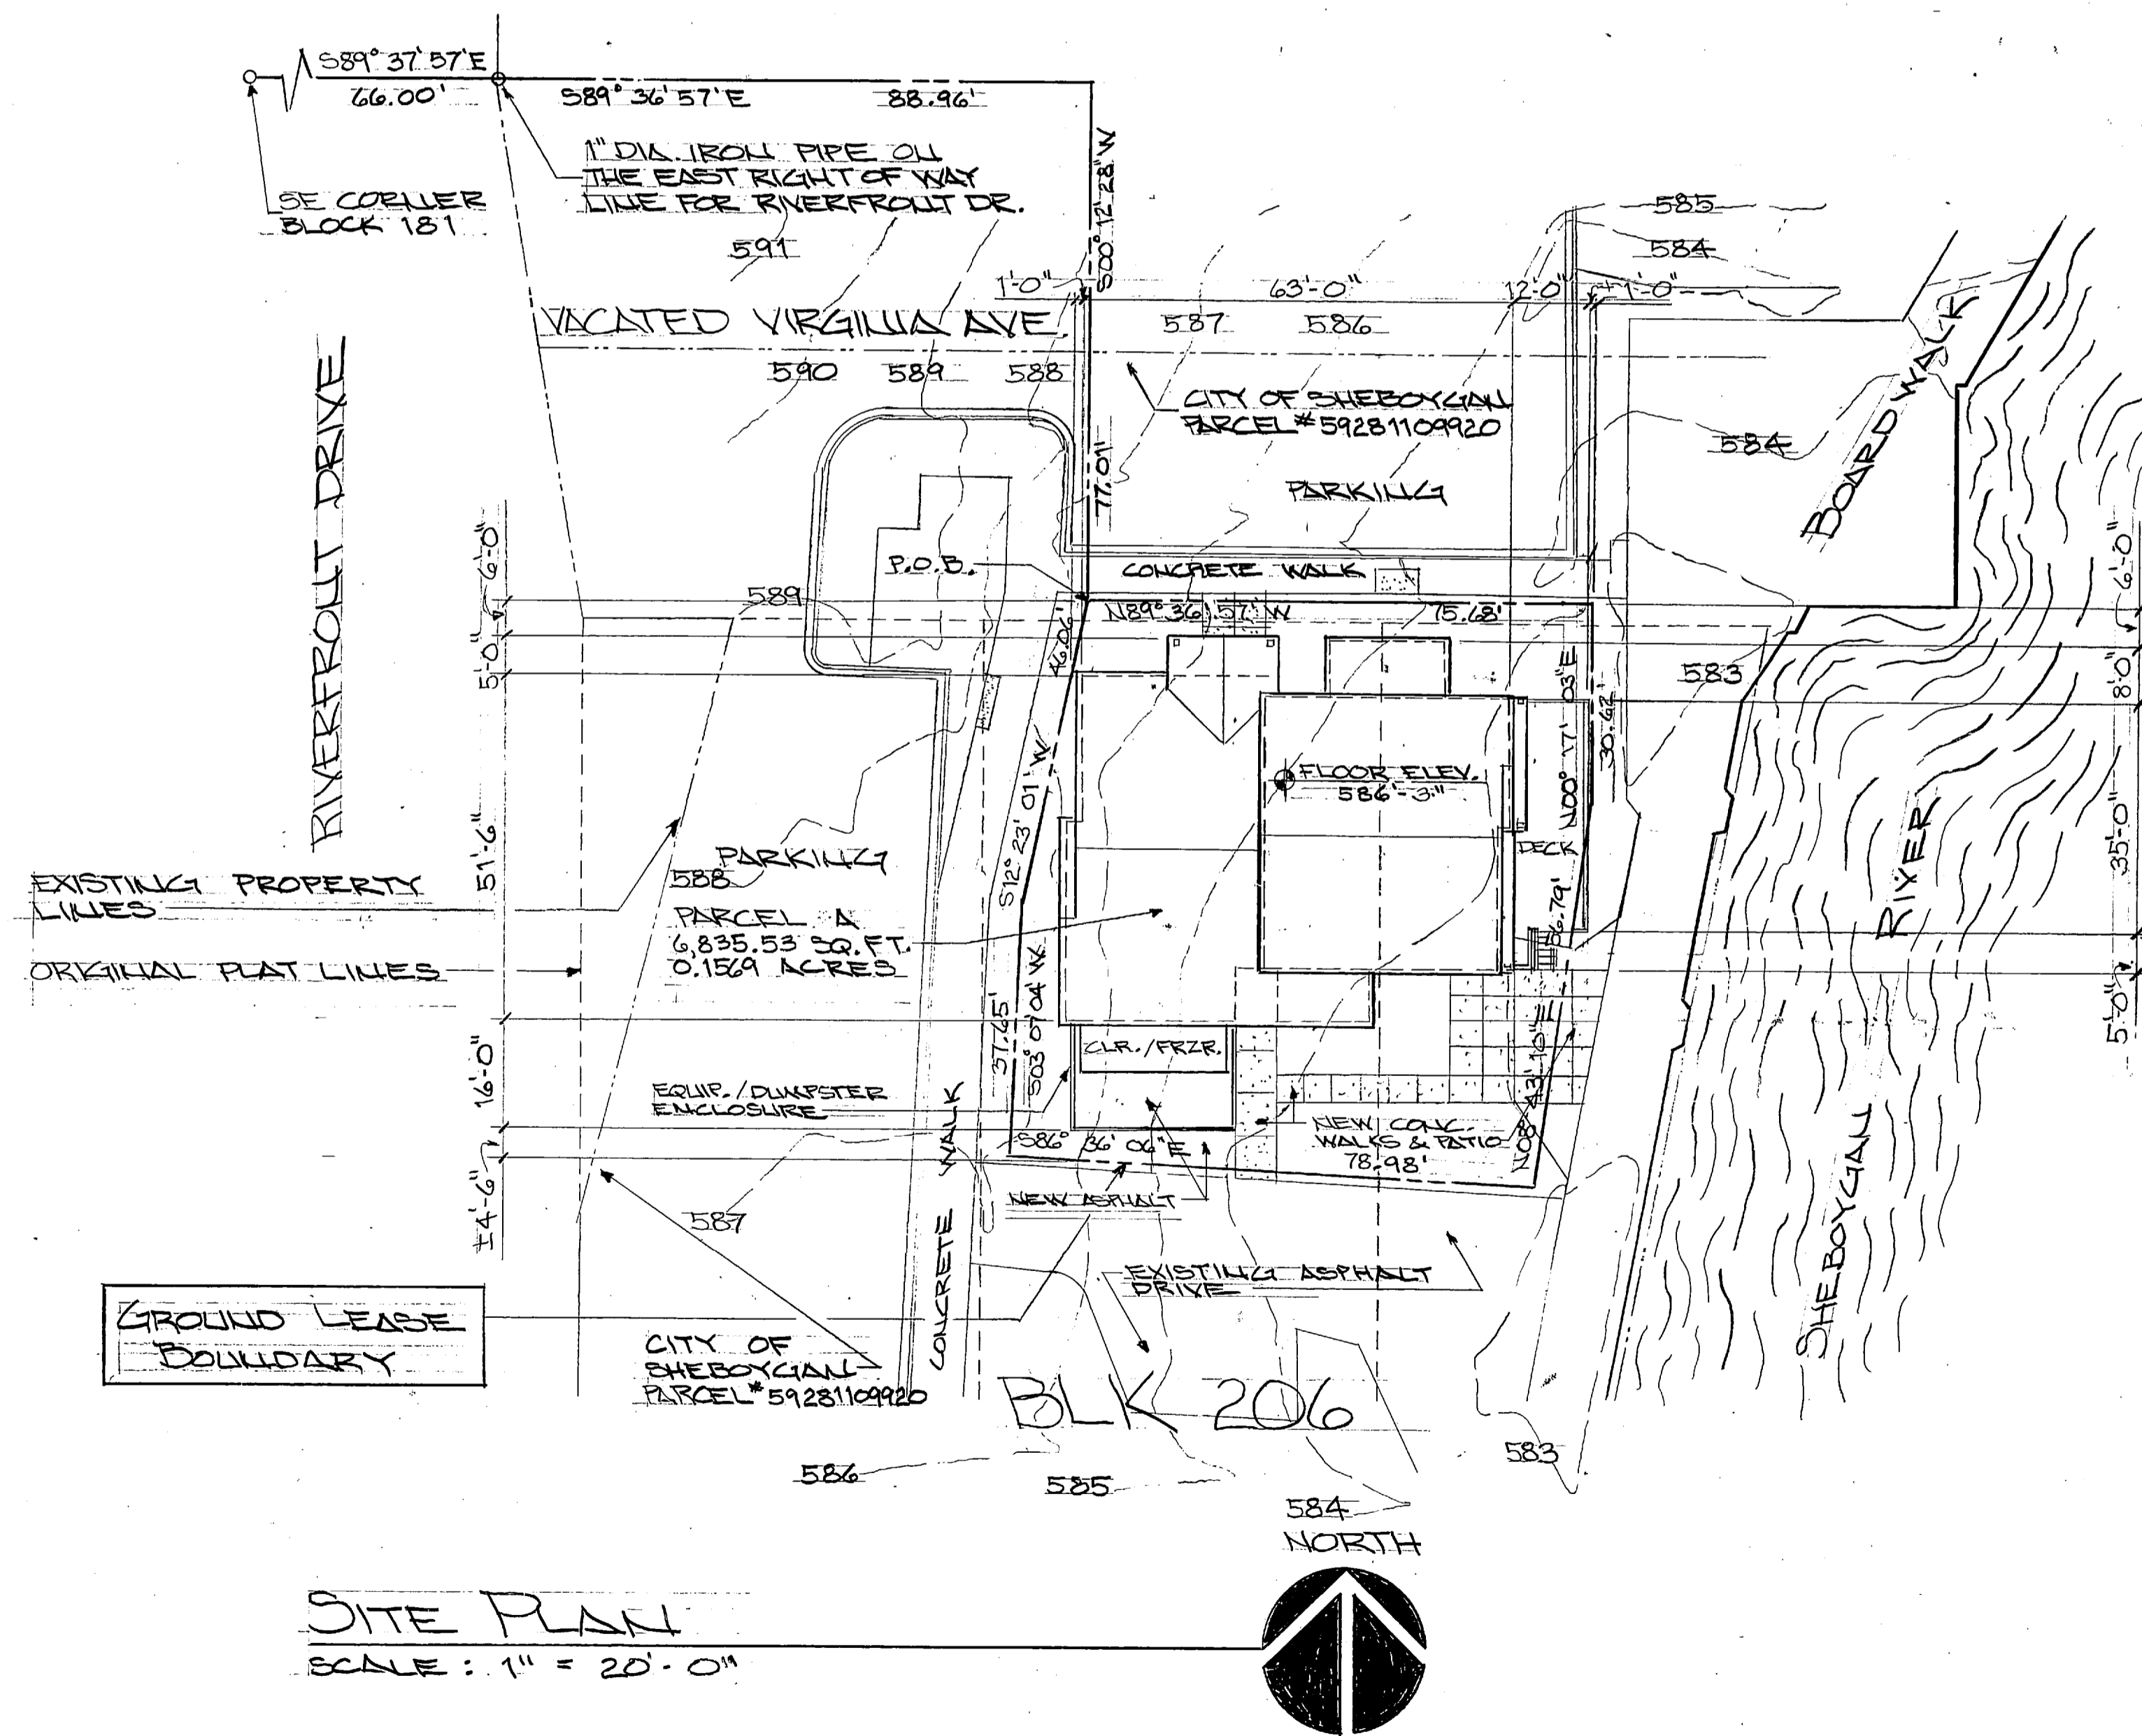 S89° 37' 57"E
66.00'
S89° 36' 57"E
88.96'
1" DIA. IRON PIPE ON
THE EAST RIGHT OF WAY
LINE FOR RIVERFRONT DR.
SE CORNER
BLOCK 181
S00° 12' 28" W
77.01'
591
585
584
1'-0"
63'-0"
12'-0"
1'-0"
VACATED VIRGINIA AVE.
587
586
590
589
588
RIVERFRONT DRIVE
CITY OF SHEBOYGAN
PARCEL # 59281109920
584
BOARDWALK
PARKING
P.O.B.
CONCRETE WALK
6'-0"
589
N89° 36' 57" W
75.68'
6'-0"
5'-0"
46.06'
583
8'-0"
S12° 23' 01" W
FLOOR ELEV.
586'-3"
N00° 17' 03" E
30.62'
51'-6"
PARKING
588
DECK
35'-0"
RIVER
EXISTING PROPERTY
LINES
PARCEL A
6,835.53 SQ. FT.
0.1569 ACRES
56.79'
ORIGINAL PLAT LINES
37.65'
S03° 07' 04" W
5'-0"
16'-0"
CLR./FRZR.
N08° 43' 10" E
EQUIP./DUMPSTER
ENCLOSURE
NEW CONC.
WALKS & PATIO
S86° 36' 06" E
78.98'
±4'-6"
NEW ASPHALT
587
CONCRETE WALK
EXISTING ASPHALT
DRIVE
SHEBOYGAN
GROUND LEASE
BOUNDARY
CITY OF
SHEBOYGAN
PARCEL # 59281109920
BLK 206
586
585
583
584
NORTH
SITE PLAN
SCALE : 1" = 20'-0"